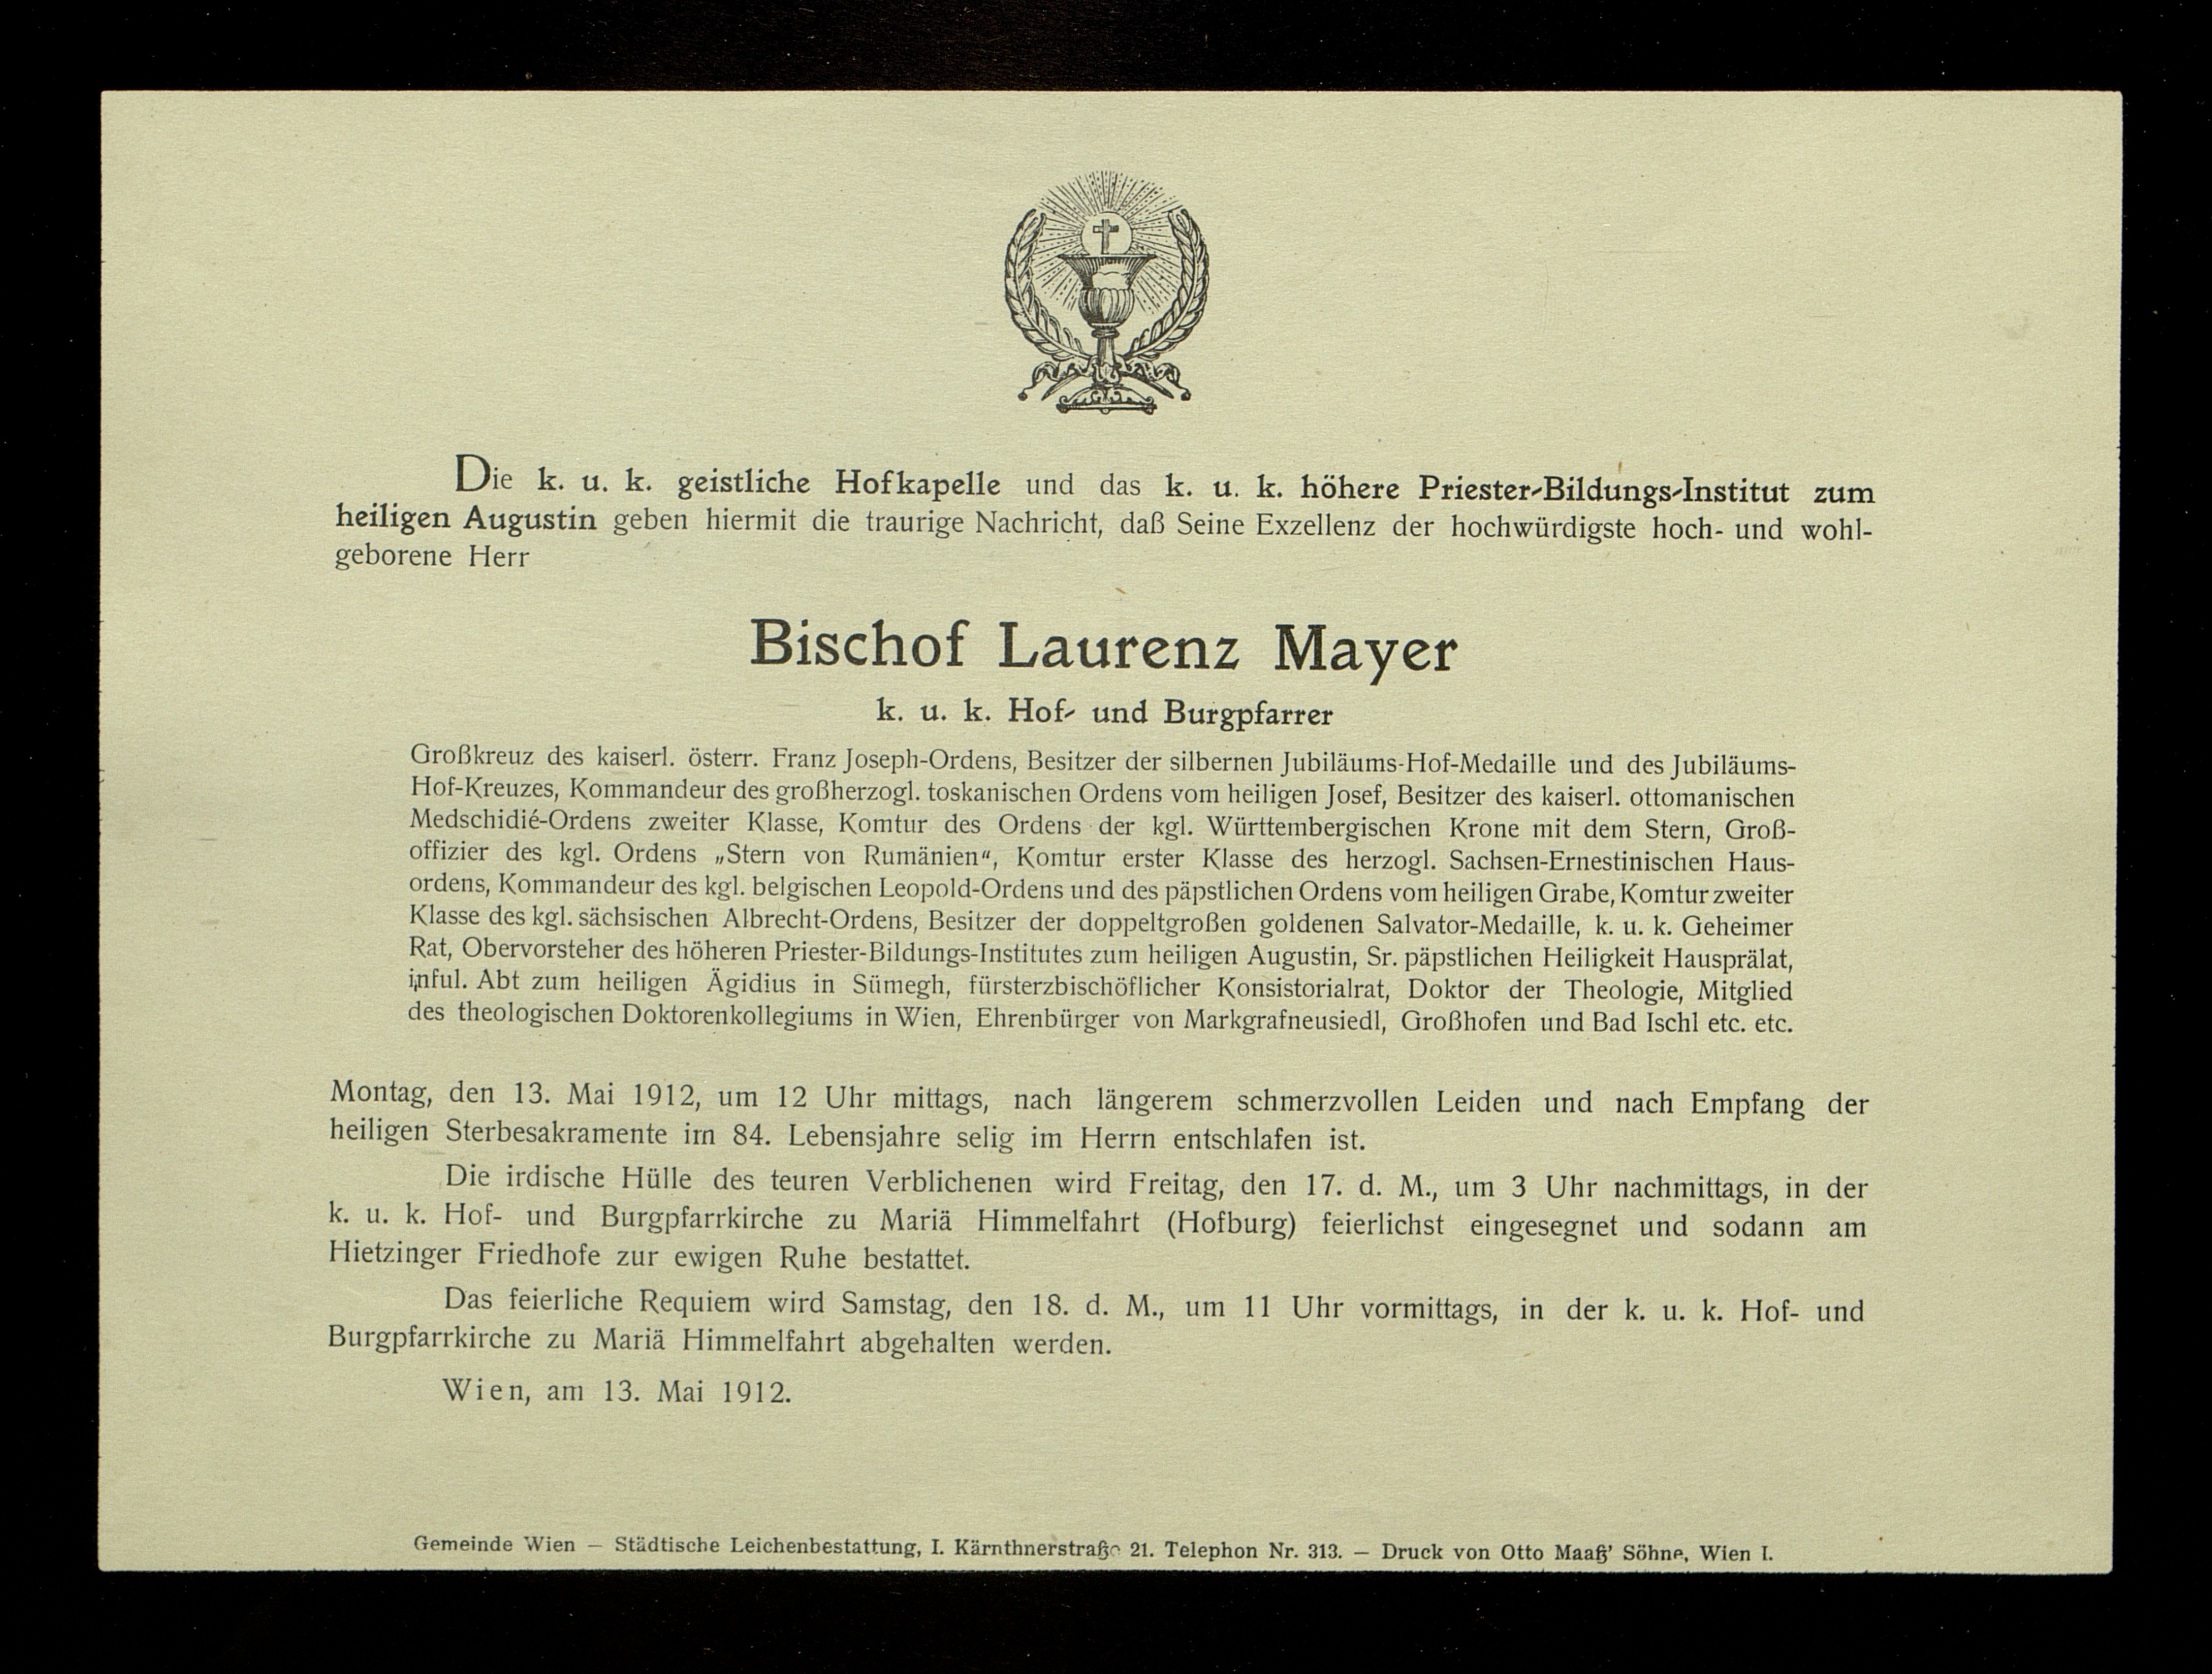 Die k. u. k. geistliche Hofkapelle und das k. u. k. höhere Priester-Bildungs-Institut zum
heiligen Augustin geben hiermit die traurige Nachricht, daß Seine Exzellenz der hochwürdigste hoch- und wohl-
geborene Herr
Bischof Laurenz Mayer
k. u. k. Hof- und Burgpfarrer
Großkreuz des kaiserl. österr. Franz Joseph-Ordens, Besitzer der silbernen Jubiläums-Hof-Medaille und des Jubiläums-
Hof-Kreuzes, Kommandeur des großherzogl. toskanischen Ordens vom heiligen Josef, Besitzer des kaiserl. ottomanischen
Medschidié-Ordens zweiter Klasse, Komtur des Ordens der kgl. Württembergischen Krone mit dem Stern, Groß-
offizier des kgl. Ordens „Stern von Rumänien“, Komtur erster Klasse des herzogl. Sachsen-Ernestinischen Haus-
ordens, Kommandeur des kgl. belgischen Leopold-Ordens und des päpstlichen Ordens vom heiligen Grabe, Komtur zweiter
Klasse des kgl. sächsischen Albrecht-Ordens, Besitzer der doppeltgroßen goldenen Salvator-Medaille, k. u. k. Geheimer
Rat, Obervorsteher des höheren Priester-Bildungs-Institutes zum heiligen Augustin, Sr. päpstlichen Heiligkeit Hausprälat,
inful. Abt zum heiligen Ägidius in Sümegh, fürsterzbischöflicher Konsistorialrat, Doktor der Theologie, Mitglied
des theologischen Doktorenkollegiums in Wien, Ehrenbürger von Markgrafneusiedl, Großhofen und Bad Ischl etc. etc.
Montag, den 13. Mai 1912, um 12 Uhr mittags, nach längerem schmerzvollen Leiden und nach Empfang der
heiligen Sterbesakramente im 84. Lebensjahre selig im Herrn entschlafen ist.
Die irdische Hülle des teuren Verblichenen wird Freitag, den 17. d. M., um 3 Uhr nachmittags, in der
k. u. k. Hof- und Burgpfarrkirche zu Mariä Himmelfahrt (Hofburg) feierlichst eingesegnet und sodann am
Hietzinger Friedhofe zur ewigen Ruhe bestattet.
Das feierliche Requiem wird Samstag, den 18. d. M., um 11 Uhr vormittags, in der k. u. k. Hof- und
Burgpfarrkirche zu Mariä Himmelfahrt abgehalten werden.
Wien, am 13. Mai 1912.
Gemeinde Wien — Städtische Leichenbestattung, I. Kärnthnerstraße 21. Telephon Nr. 313. — Druck von Otto Maaß' Söhne, Wien I.